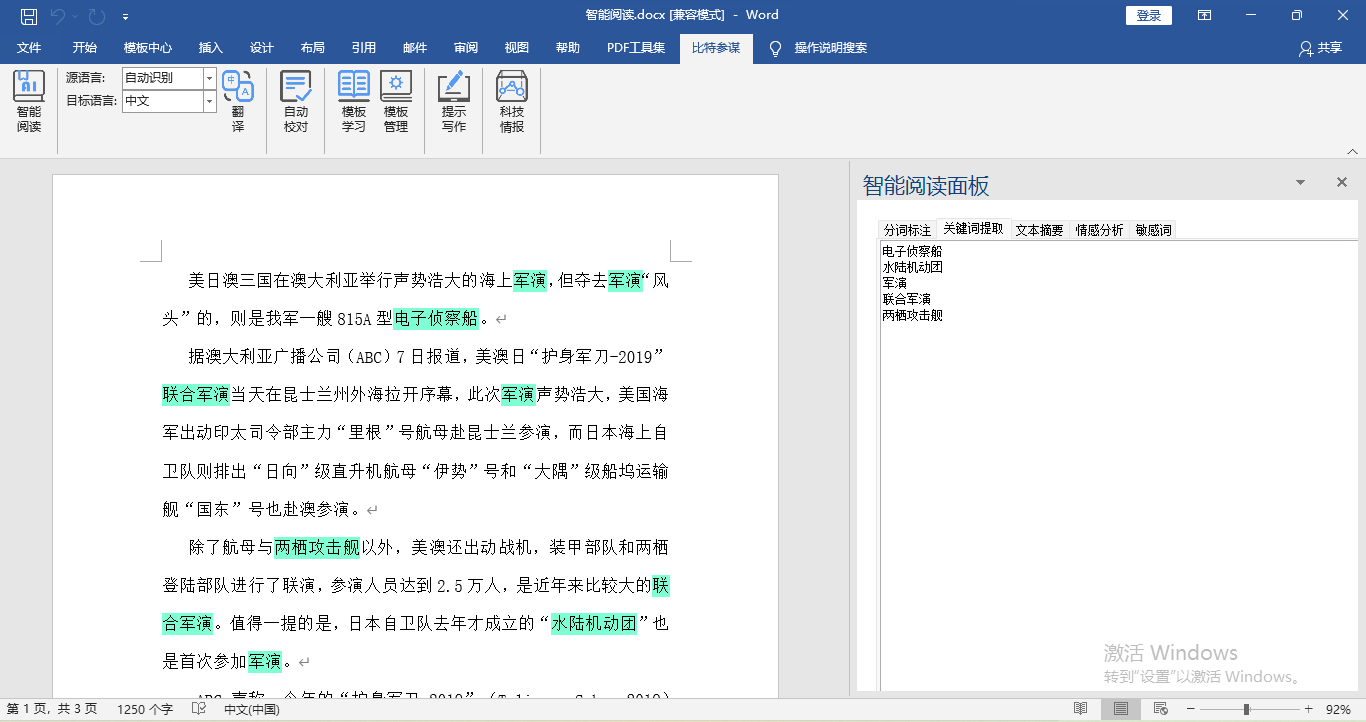 智能阅读.docx [兼容模式] - Word
登录
文件 开始 模板中心 插入 设计 布局 引用 邮件 审阅 视图 帮助 PDF工具集 比特参谋 操作说明搜索 共享
智能阅读
源语言: 自动识别
目标语言: 中文
翻译
自动校对
模板学习
模板管理
提示写作
科技情报
美日澳三国在澳大利亚举行声势浩大的海上军演,但夺去军演“风
头”的，则是我军一艘 815A 型电子侦察船。↵
据澳大利亚广播公司（ABC）7 日报道，美澳日“护身军刀-2019”
联合军演当天在昆士兰州外海拉开序幕，此次军演声势浩大，美国海
军出动印太司令部主力“里根”号航母赴昆士兰参演，而日本海上自
卫队则排出“日向”级直升机航母“伊势”号和“大隅”级船坞运输
舰“国东”号也赴澳参演。↵
除了航母与两栖攻击舰以外，美澳还出动战机，装甲部队和两栖
登陆部队进行了联演，参演人员达到 2.5 万人，是近年来比较大的联
合军演。值得一提的是，日本自卫队去年才成立的“水陆机动团”也
是首次参加军演。↵
智能阅读面板
分词标注 关键词提取 文本摘要 情感分析 敏感词
电子侦察船
水陆机动团
军演
联合军演
两栖攻击舰
激活 Windows
转到“设置”以激活 Windows。
第 1 页，共 3 页 1250 个字 中文(中国) 92%